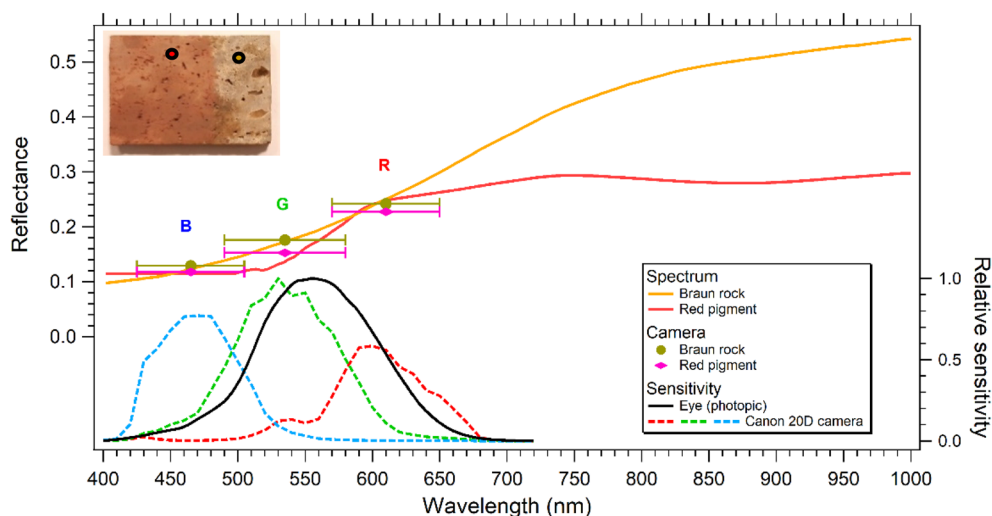 0.5
0.4
0.3
0.2
0.1
0.0
Reflectance
B
G
R
Spectrum
Braun rock
Red pigment
Camera
Braun rock
Red pigment
Sensitivity
Eye (photopic)
Canon 20D camera
1.0
0.5
0.0
Relative sensitivity
400 450 500 550 600 650 700 750 800 850 900 950 1000
Wavelength (nm)